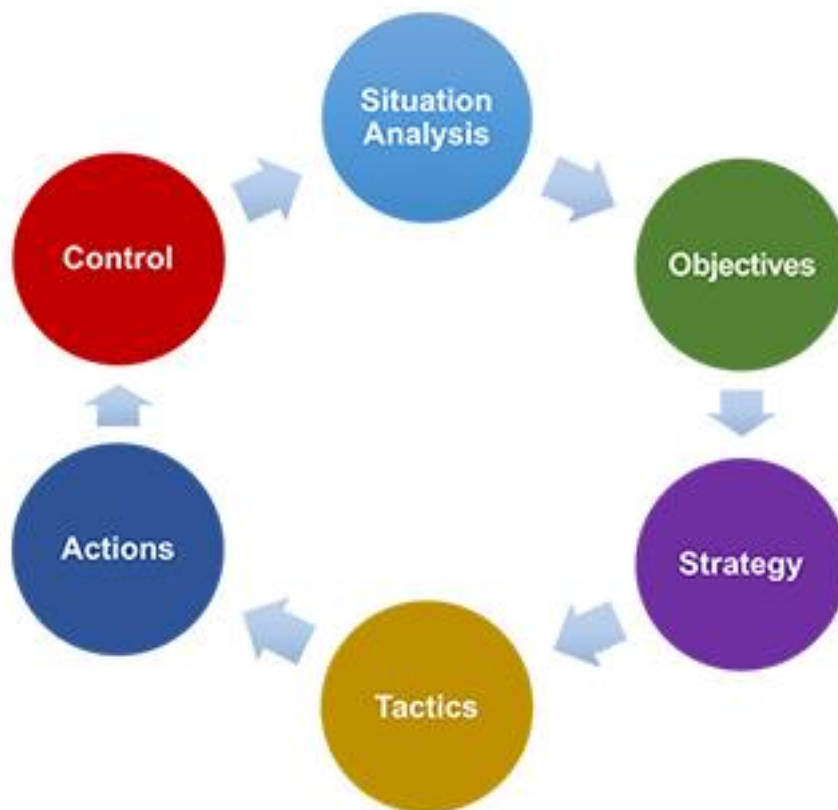 Situation
Analysis
Objectives
Strategy
Tactics
Actions
Control